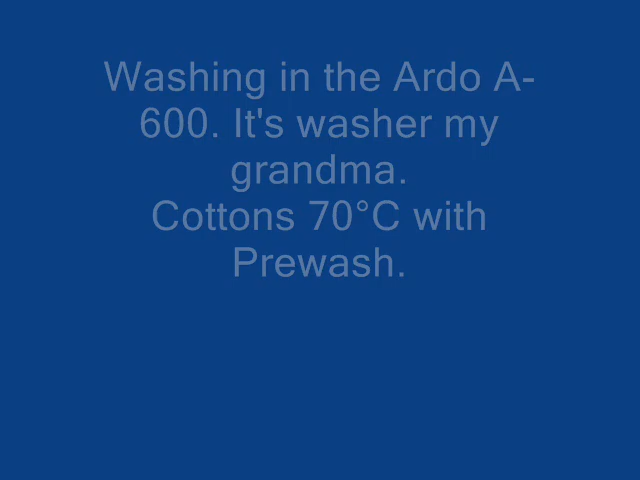 Washing in the Ardo A-
600. It's washer my
grandma.
Cottons 70°C with
Prewash.